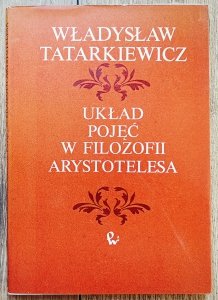 WŁADYSŁAW
TATARKIEWICZ
UKŁAD
POJĘĆ
W FILOZOFII
ARYSTOTELESA